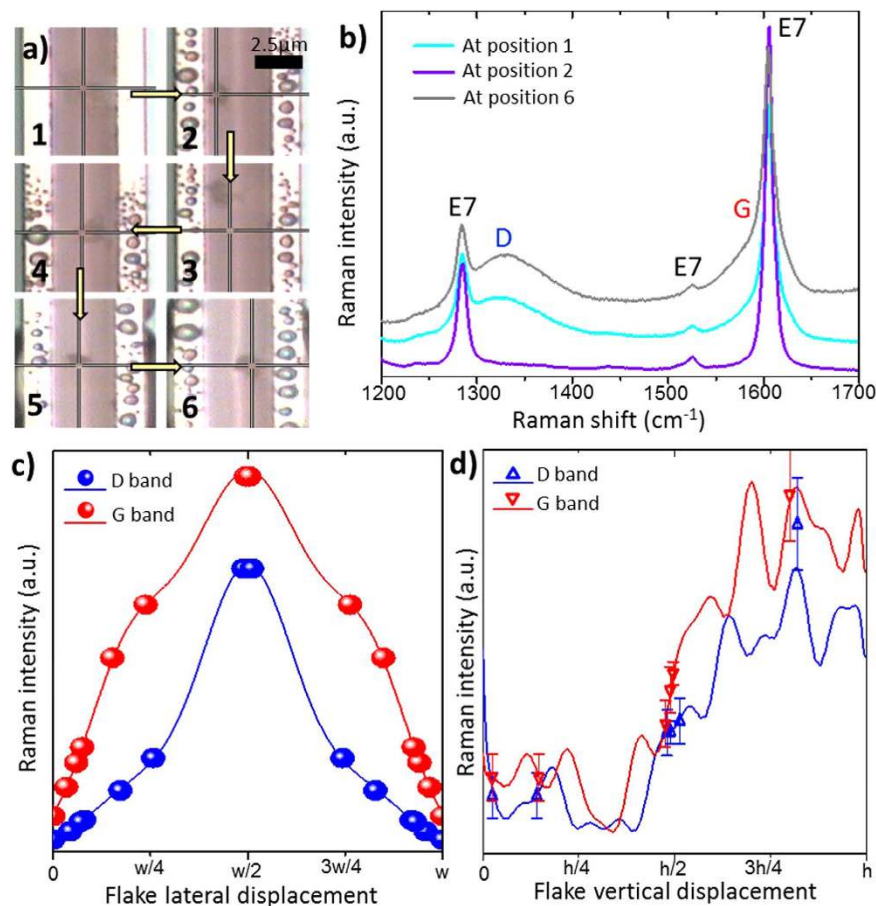 a)
2.5µm
1
2
4
3
5
6
b)
At position 1
At position 2
At position 6
E7
D
E7
G
E7
Raman intensity (a.u.)
1200 1300 1400 1500 1600 1700
Raman shift (cm⁻¹)
c)
D band
G band
Raman intensity (a.u.)
0 w/4 w/2 3w/4 w
Flake lateral displacement
d)
D band
G band
Raman intensity (a.u.)
0 h/4 h/2 3h/4 h
Flake vertical displacement